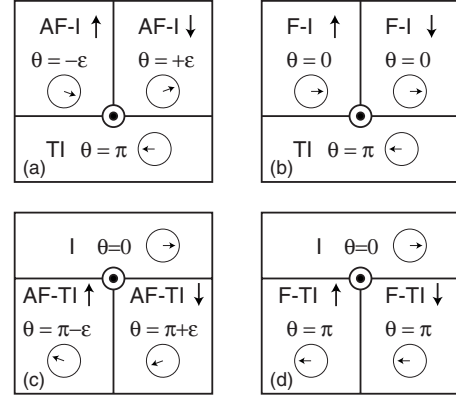 AF-I ↑ AF-I ↓
θ = −ε θ = +ε
TI θ = π
(a)
F-I ↑ F-I ↓
θ = 0 θ = 0
TI θ = π
(b)
I θ=0
AF-TI ↑ AF-TI ↓
θ = π−ε θ = π+ε
(c)
I θ=0
F-TI ↑ F-TI ↓
θ = π θ = π
(d)